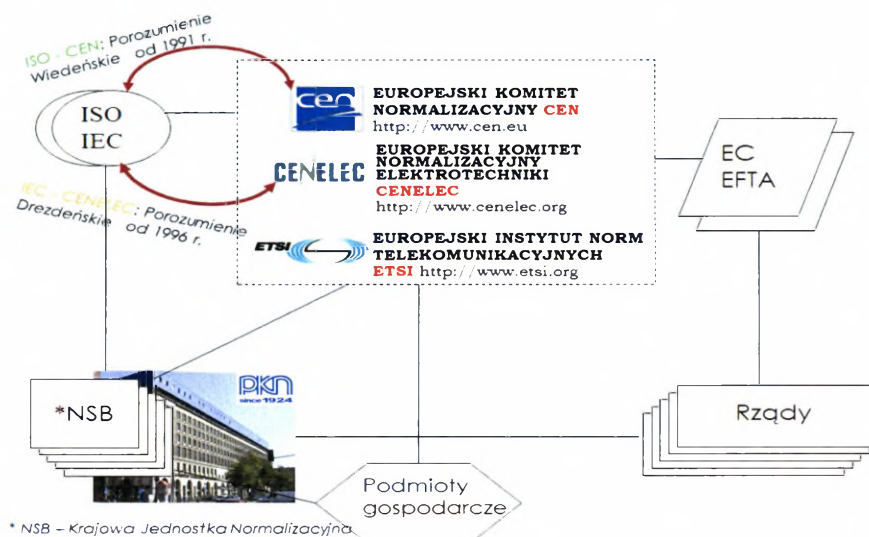 ISO - CEN: Porozumienie
Wiedeńskie od 1991 r.
ISO
IEC
IEC - CENELEC: Porozumienie
Drezdeńskie od 1996 r.
cen
EUROPEJSKI KOMITET
NORMALIZACYJNY CEN
http://www.cen.eu
CENELEC
EUROPEJSKI KOMITET
NORMALIZACYJNY
ELEKTROTECHNIKI
CENELEC
http://www.cenelec.org
ETSI
EUROPEJSKI INSTYTUT NORM
TELEKOMUNIKACYJNYCH
ETSI http://www.etsi.org
EC
EFTA
*NSB
PKN
since 1924
Rządy
Podmioty
gospodarcze
* NSB – Krajowa Jednostka Normalizacyjna